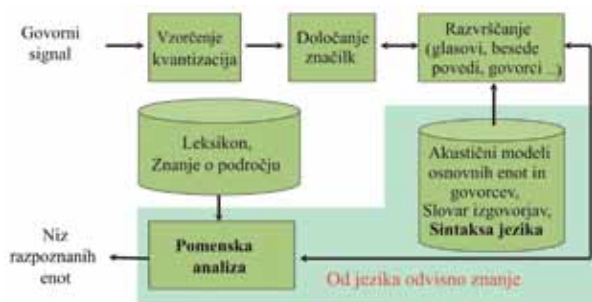 Govorni
signal
Vzorčenje
kvantizacija
Določanje
značilk
Razvrščanje
(glasovi, besede
povedi, govorci ...)
Leksikon,
Znanje o področju
Akustični modeli
osnovnih enot in
govorcev,
Slovar izgovorjav,
Sintaksa jezika
Niz
razpoznanih
enot
Pomenska
analiza
Od jezika odvisno znanje